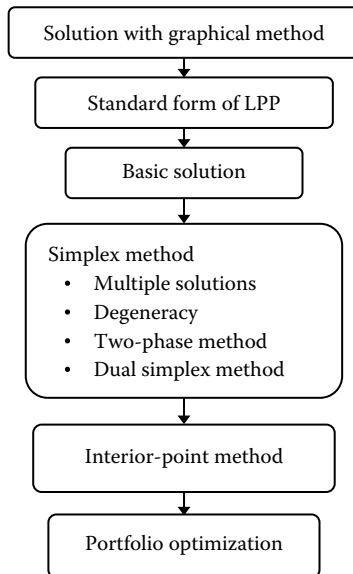 Solution with graphical method
Standard form of LPP
Basic solution
Simplex method
• Multiple solutions
• Degeneracy
• Two-phase method
• Dual simplex method
Interior-point method
Portfolio optimization